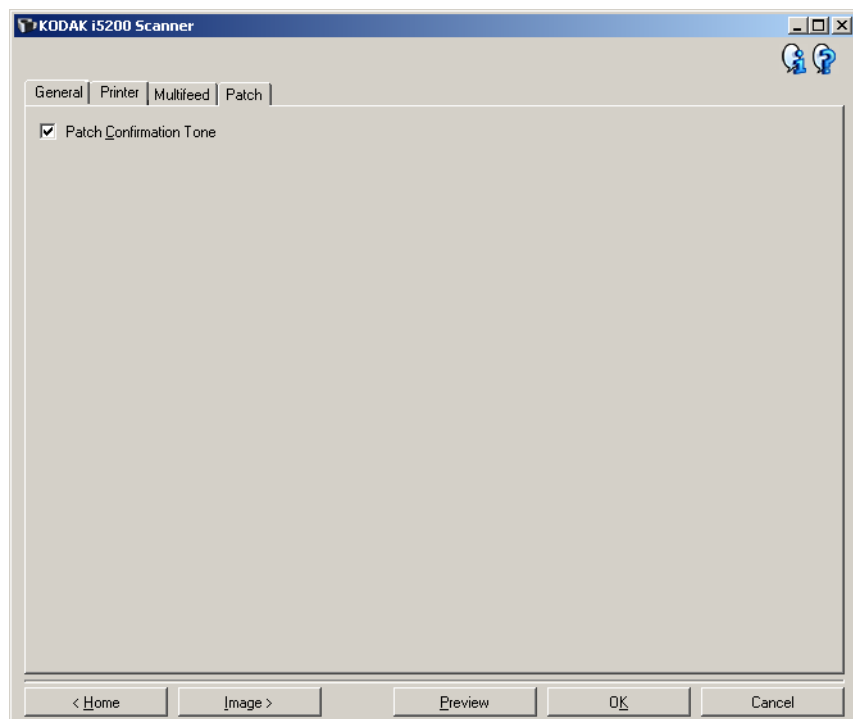 KODAK i5200 Scanner
General Printer Multifeed Patch
Patch Confirmation Tone
< Home Image > Preview OK Cancel